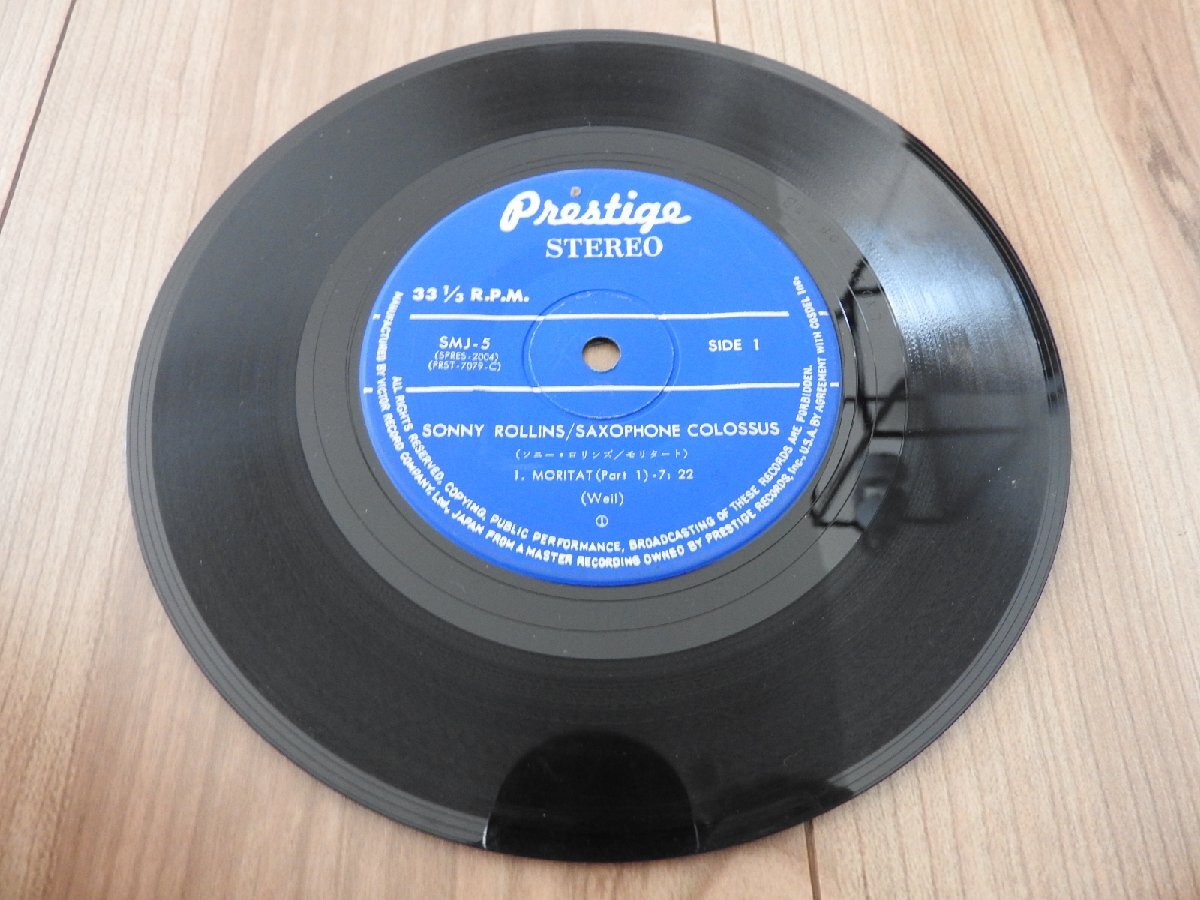 Prestige
STEREO
33 1/3 R.P.M.
SMJ-5
(SPRES-2004)
(PRST-7079-C)
SIDE 1
SONNY ROLLINS/SAXOPHONE COLOSSUS
(ソニー・ロリンズ/モリタート)
1. MORITAT (Part 1)-7:22
(Weil)
①
ALL RIGHTS RESERVED, COPYING, PUBLIC PERFORMANCE, BROADCASTING OF THESE RECORDS ARE FORBIDDEN.
MANUFACTURED BY VICTOR RECORD COMPANY, Ltd., JAPAN FROM A MASTER RECORDING OWNED BY PRESTIGE RECORDS, Inc., U.S.A. BY AGREEMENT WITH COSDEL Inc.